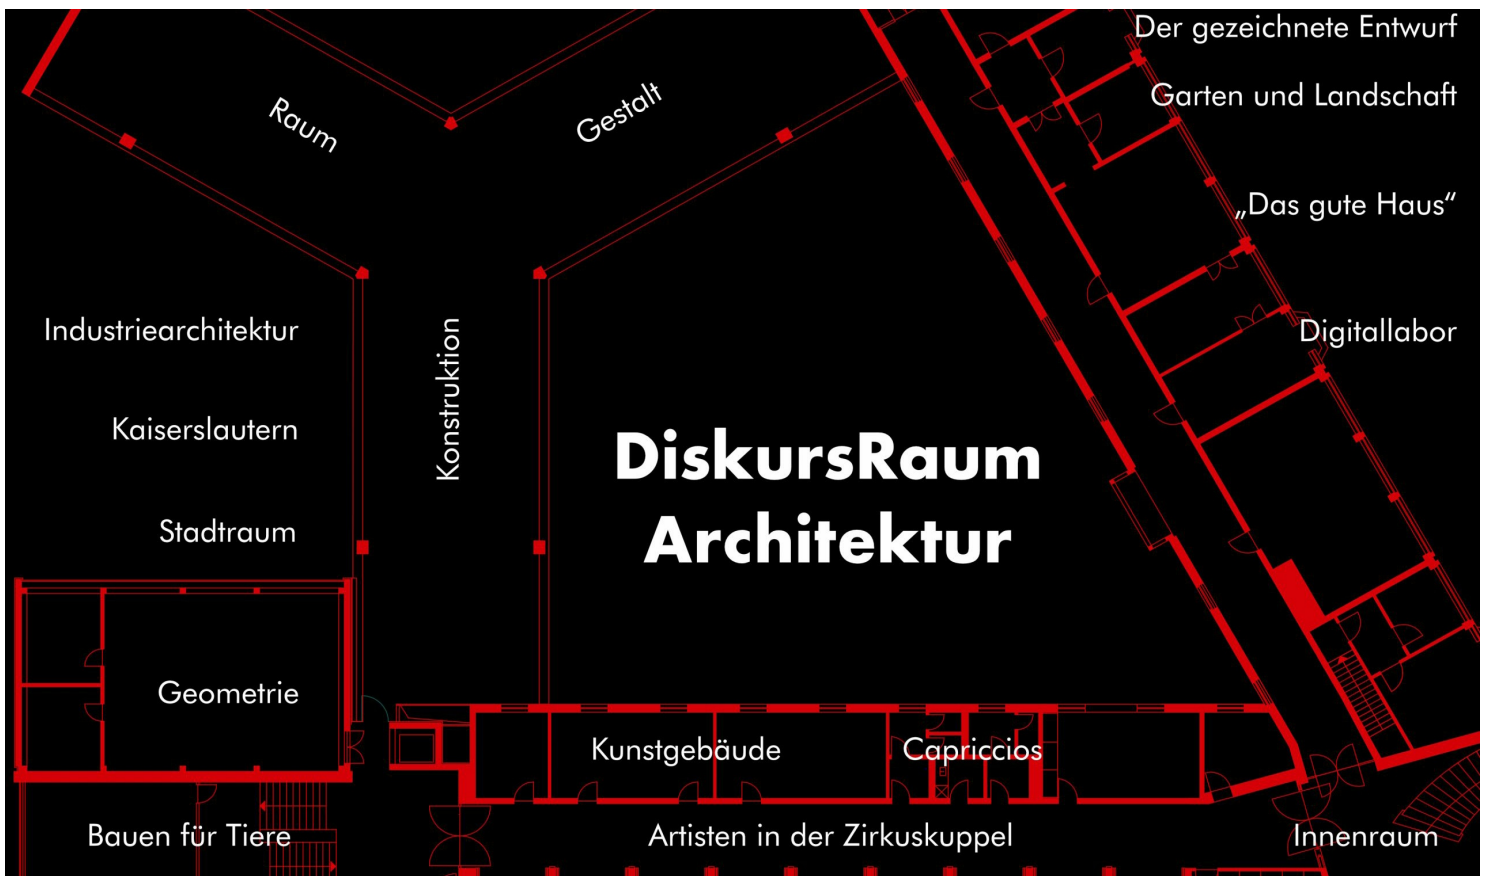 Der gezeichnete Entwurf
Garten und Landschaft
Raum
Gestalt
„Das gute Haus“
Industriearchitektur
Digitallabor
Konstruktion
Kaiserslautern
DiskursRaum
Architektur
Stadtraum
Geometrie
Kunstgebäude
Capriccios
Bauen für Tiere
Artisten in der Zirkuskuppel
Innenraum